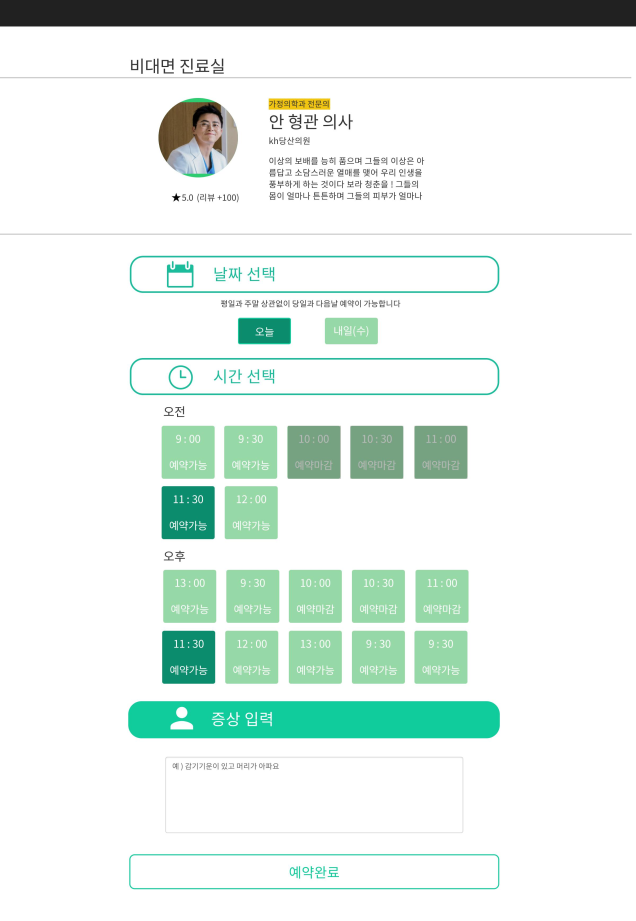 비대면 진료실
가정의학과 전문의
안 형관 의사
kh당산의원
이상의 보배를 능히 품으며 그들의 이상은 아
름답고 소담스러운 열매를 맺어 우리 인생을
풍부하게 하는 것이다 보라 청춘을 ! 그들의
몸이 얼마나 튼튼하며 그들의 피부가 얼마나
★5.0 (리뷰 +100)
날짜 선택
평일과 주말 상관없이 당일과 다음날 예약이 가능합니다
오늘 내일(수)
시간 선택
오전
9 : 00 9 : 30 10 : 00 10 : 30 11 : 00
예약가능 예약가능 예약마감 예약마감 예약마감
11 : 30 12 : 00
예약가능 예약가능
오후
13 : 00 9 : 30 10 : 00 10 : 30 11 : 00
예약가능 예약가능 예약마감 예약마감 예약마감
11 : 30 12 : 00 13 : 00 9 : 30 9 : 30
예약가능 예약가능 예약가능 예약가능 예약가능
증상 입력
예 ) 감기기운이 있고 머리가 아파요
예약완료